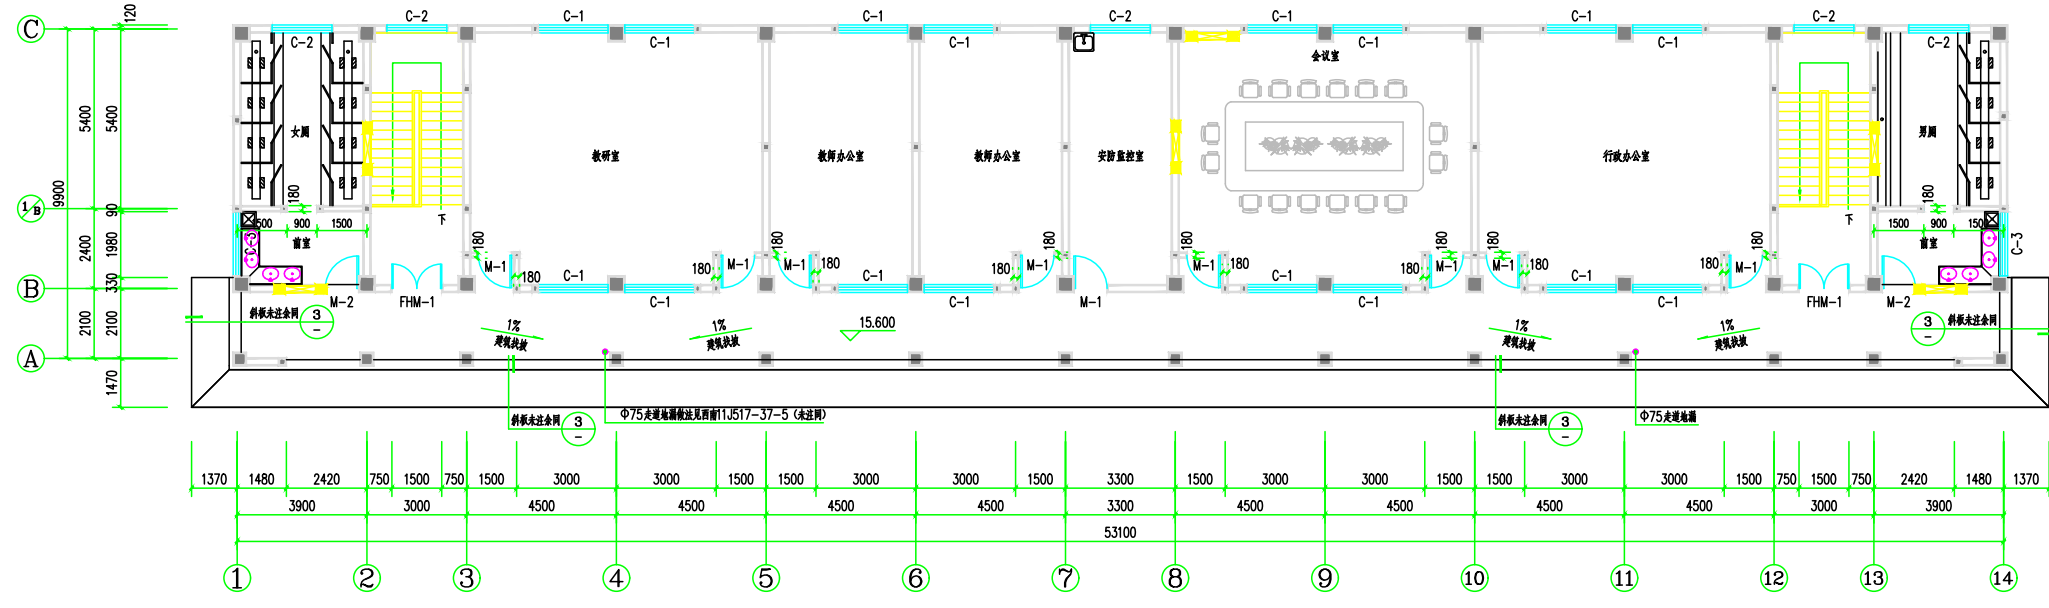 C
120
C-2
C-2
C-1
C-1
C-1
C-1
C-2
C-1
C-1
C-1
C-1
C-2
C-2
会议室
5400
5400
9900
女厕
教研室
教师办公室
教师办公室
安防监控室
行政办公室
男厕
180
180
1/B
90
下
下
1500
900
1500
1500
900
1500
前室
前室
C-3
C-3
2400
1980
180
180
180
180
180
180
180
180
M-1
180
180
M-1
M-1
180
180
M-1
M-1
180
180
M-1
M-1
180
180
M-1
B
330
C-1
C-1
C-1
C-1
C-1
C-1
C-1
C-1
M-2
FHM-1
M-1
FHM-1
M-2
斜板未注余同
3
-
2100
2100
1%
建筑找坡
1%
建筑找坡
15.600
1%
建筑找坡
1%
建筑找坡
3
-
斜板未注余同
A
1470
斜板未注余同
3
-
Φ75走道地漏做法见西南11J517-37-5（未注同）
斜板未注余同
3
-
Φ75走道地漏
1370
1480
2420
750
1500
750
1500
3000
3000
1500
1500
3000
3000
1500
3300
1500
3000
3000
1500
1500
3000
3000
1500
750
1500
750
2420
1480
1370
3900
3000
4500
4500
4500
4500
3300
4500
4500
4500
4500
3000
3900
53100
1
2
3
4
5
6
7
8
9
10
11
12
13
14